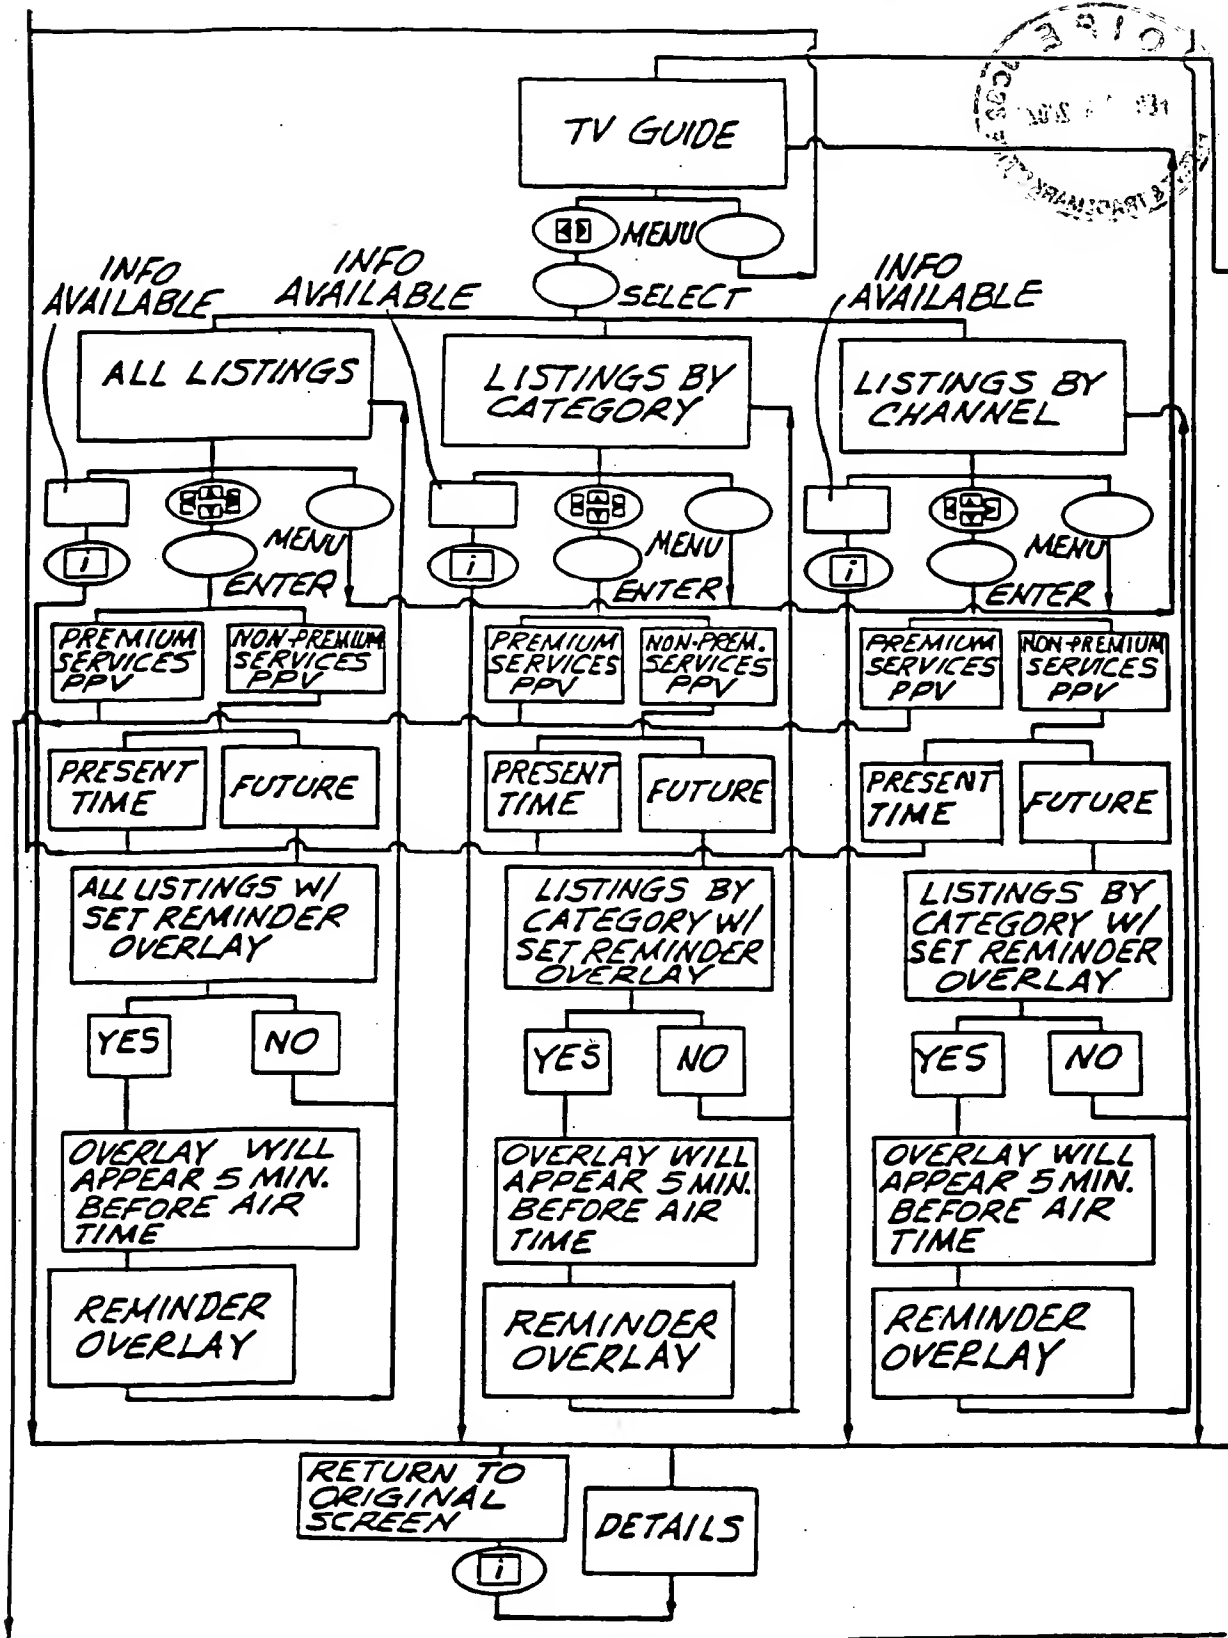 TV GUIDE
MENU
SELECT
INFO
AVAILABLE
INFO
AVAILABLE
INFO
AVAILABLE
ALL LISTINGS
LISTINGS BY
CATEGORY
LISTINGS BY
CHANNEL
i
MENU
ENTER
i
MENU
ENTER
i
MENU
ENTER
PREMIUM
SERVICES
PPV
NON-PREMIUM
SERVICES
PPV
PREMIUM
SERVICES
PPV
NON-PREM.
SERVICES
PPV
PREMIUM
SERVICES
PPV
NON-PREMIUM
SERVICES
PPV
PRESENT
TIME
FUTURE
PRESENT
TIME
FUTURE
PRESENT
TIME
FUTURE
ALL LISTINGS W/
SET REMINDER
OVERLAY
LISTINGS BY
CATEGORY W/
SET REMINDER
OVERLAY
LISTINGS BY
CATEGORY W/
SET REMINDER
OVERLAY
YES
NO
YES
NO
YES
NO
OVERLAY WILL
APPEAR 5 MIN.
BEFORE AIR
TIME
OVERLAY WILL
APPEAR 5 MIN.
BEFORE AIR
TIME
OVERLAY WILL
APPEAR 5 MIN.
BEFORE AIR
TIME
REMINDER
OVERLAY
REMINDER
OVERLAY
REMINDER
OVERLAY
RETURN TO
ORIGINAL
SCREEN
i
DETAILS